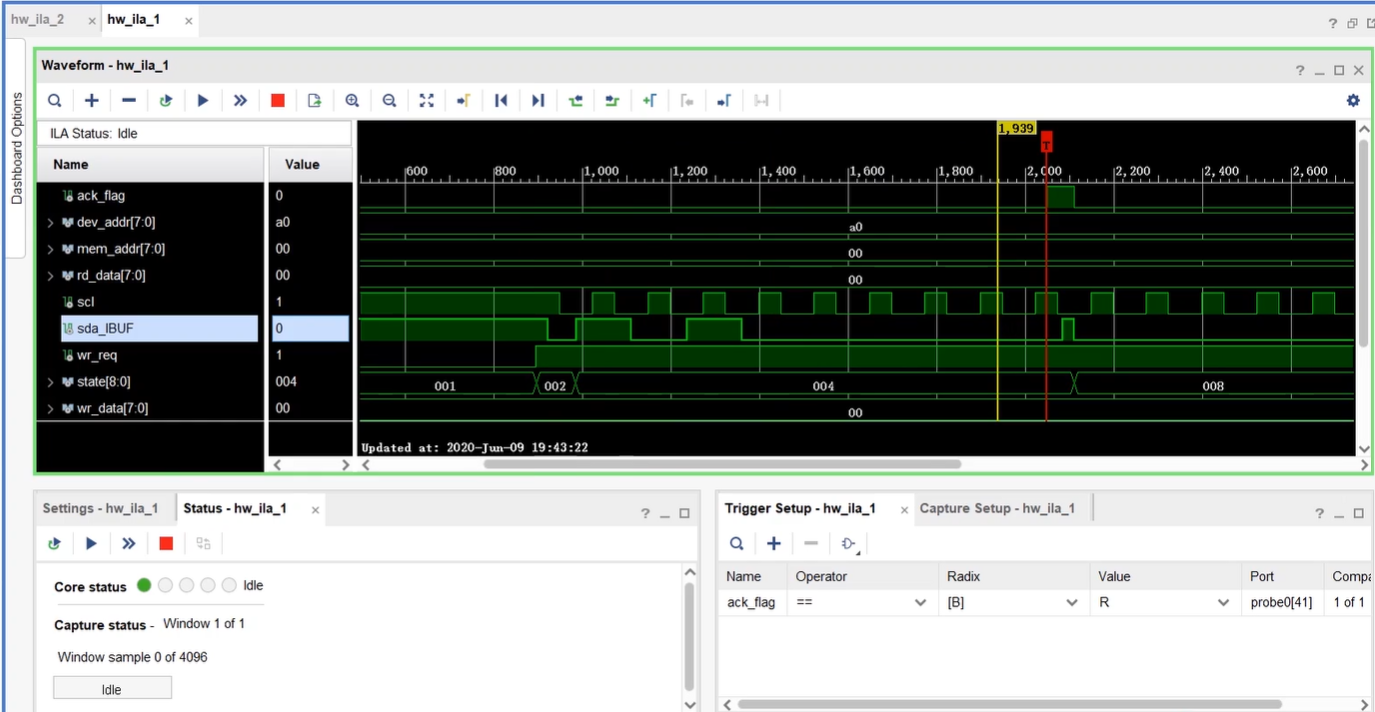 hw_ila_2 × hw_ila_1 × ?
Dashboard Options
Waveform - hw_ila_1 ?
ILA Status: Idle
Name Value
1,939
T
600 800 1,000 1,200 1,400 1,600 1,800 2,000 2,200 2,400 2,600
ack_flag 0
dev_addr[7:0] a0 a0
mem_addr[7:0] 00 00
rd_data[7:0] 00 00
scl 1
sda_IBUF 0
wr_req 1
state[8:0] 004 001 002 004 008
wr_data[7:0] 00 00
Updated at: 2020-Jun-09 19:43:22
Settings - hw_ila_1 Status - hw_ila_1 × ?
Core status Idle
Capture status - Window 1 of 1
Window sample 0 of 4096
Idle
Trigger Setup - hw_ila_1 × Capture Setup - hw_ila_1 ?
Name Operator Radix Value Port Compa
ack_flag == [B] R probe0[41] 1 of 1